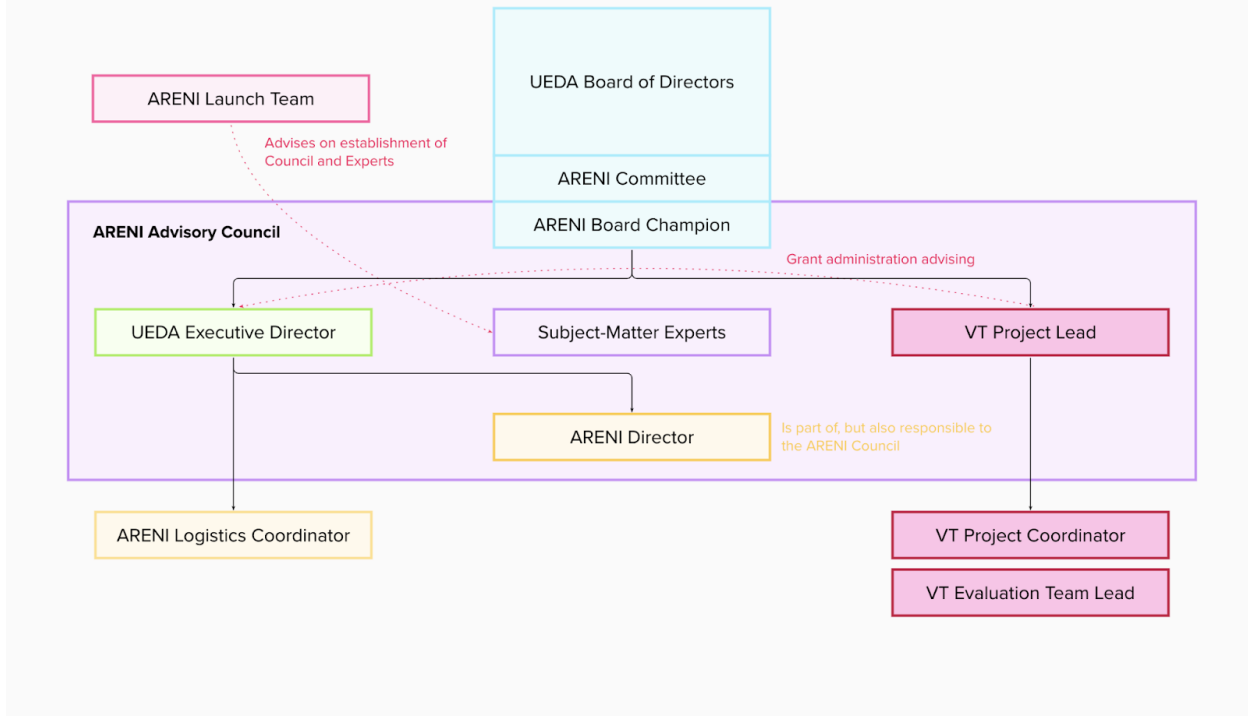 UEDA Board of Directors
ARENI Launch Team
Advises on establishment of
Council and Experts
ARENI Committee
ARENI Board Champion
ARENI Advisory Council
Grant administration advising
UEDA Executive Director
Subject-Matter Experts
VT Project Lead
ARENI Director
Is part of, but also responsible to
the ARENI Council
ARENI Logistics Coordinator
VT Project Coordinator
VT Evaluation Team Lead